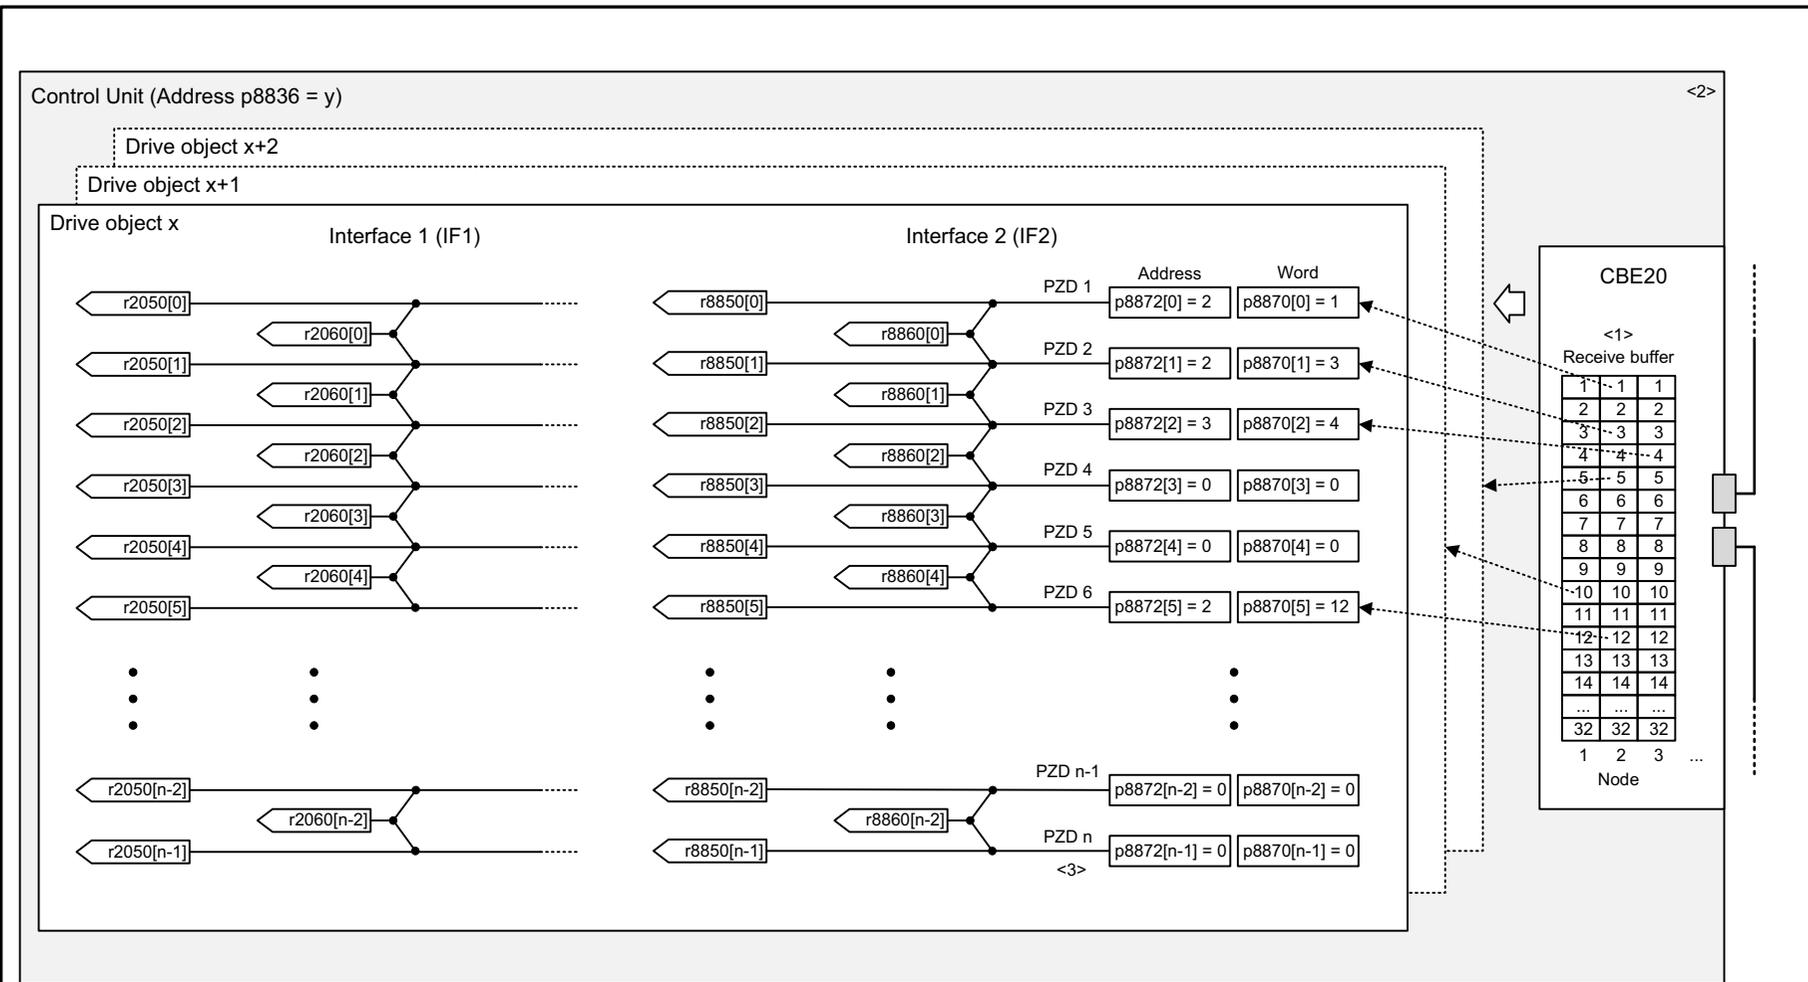 Control Unit (Address p8836 = y)
<2>
Drive object x+2
Drive object x+1
Drive object x
Interface 1 (IF1)
Interface 2 (IF2)
Address Word
r2050[0] r8850[0] PZD 1 p8872[0] = 2 p8870[0] = 1
r2060[0] r8860[0]
r2050[1] r8850[1] PZD 2 p8872[1] = 2 p8870[1] = 3
r2060[1] r8860[1]
r2050[2] r8850[2] PZD 3 p8872[2] = 3 p8870[2] = 4
r2060[2] r8860[2]
r2050[3] r8850[3] PZD 4 p8872[3] = 0 p8870[3] = 0
r2060[3] r8860[3]
r2050[4] r8850[4] PZD 5 p8872[4] = 0 p8870[4] = 0
r2060[4] r8860[4]
r2050[5] r8850[5] PZD 6 p8872[5] = 2 p8870[5] = 12
r2050[n-2] r8850[n-2] PZD n-1 p8872[n-2] = 0 p8870[n-2] = 0
r2060[n-2] r8860[n-2]
r2050[n-1] r8850[n-1] PZD n p8872[n-1] = 0 p8870[n-1] = 0
<3>
CBE20
<1>
Receive buffer
1 1 1
2 2 2
3 3 3
4 4 4
5 5 5
6 6 6
7 7 7
8 8 8
9 9 9
10 10 10
11 11 11
12 12 12
13 13 13
14 14 14
... ... ...
32 32 32
1 2 3 ...
Node